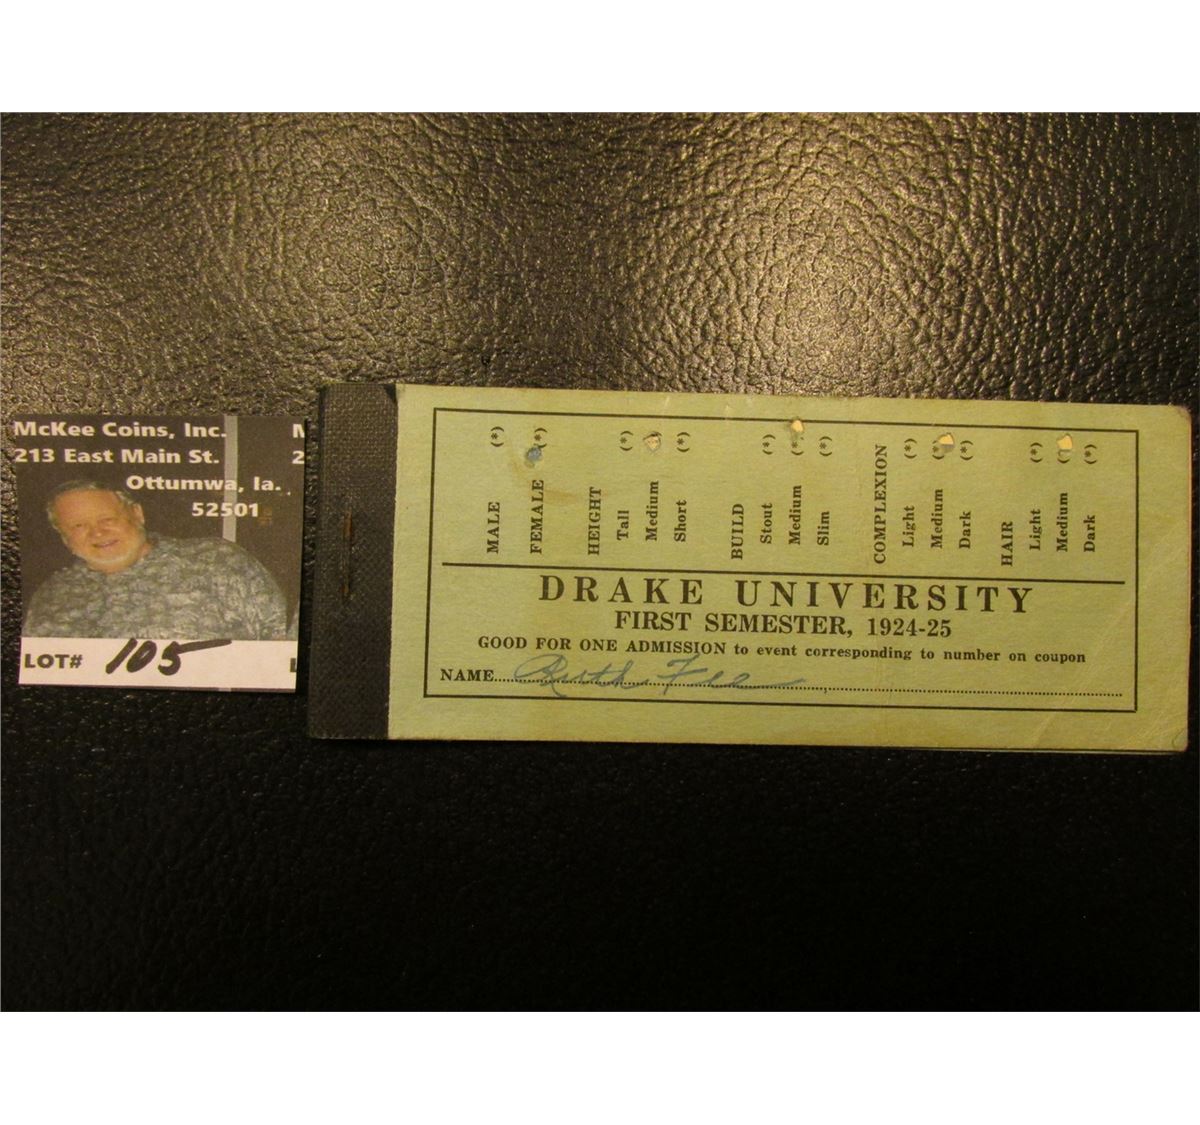 McKee Coins, Inc.
213 East Main St.
Ottumwa, Ia.
52501
LOT# 105
MALE (*)
FEMALE (*)
HEIGHT
Tall (*)
Medium
Short (*)
BUILD
Stout (*)
Medium (*)
Slim (*)
COMPLEXION
Light (*)
Medium (*)
Dark (*)
HAIR
Light (*)
Medium (*)
Dark (*)
DRAKE UNIVERSITY
FIRST SEMESTER, 1924-25
GOOD FOR ONE ADMISSION to event corresponding to number on coupon
NAME Ruth Fee